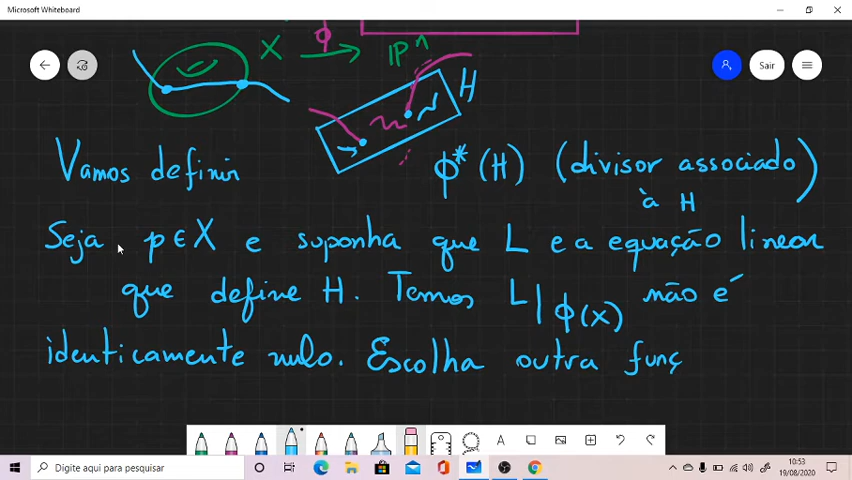 Microsoft Whiteboard
ϕ
X → ℙⁿ
H
Sair
Vamos definir ϕ*(H) (divisor associado
à H
Seja p ∈ X e suponha que L e a equação linear
que define H. Temos L|ϕ(X) não é
identicamente nulo. Escolha outra funç
A
Digite aqui para pesquisar
10:53
19/08/2020